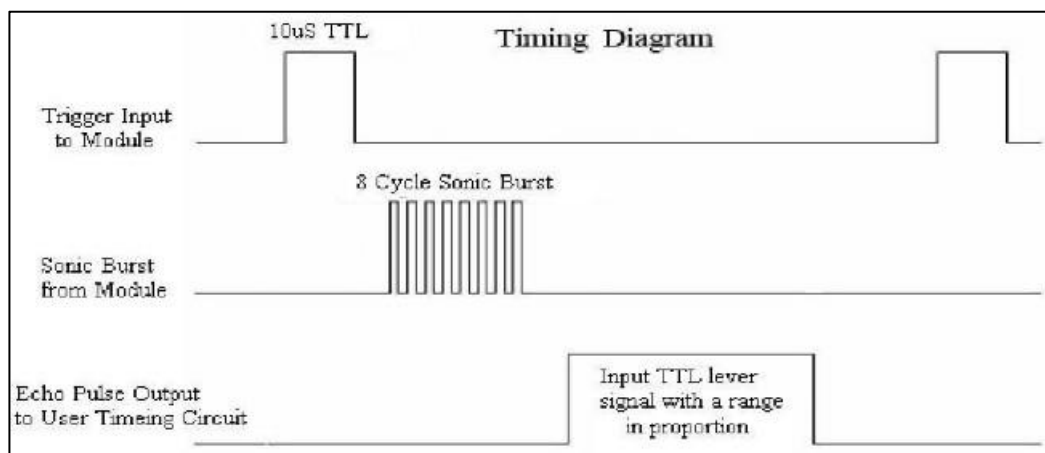 10uS TTL
Timing Diagram
Trigger Input
to Module
8 Cycle Sonic Burst
Sonic Burst
from Module
Echo Pulse Output
to User Timeing Circuit
Input TTL lever
signal with a range
in proportion